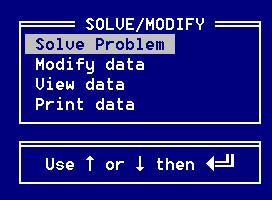 SOLVE/MODIFY
Solve Problem
Modify data
View data
Print data
Use ↑ or ↓ then ↵